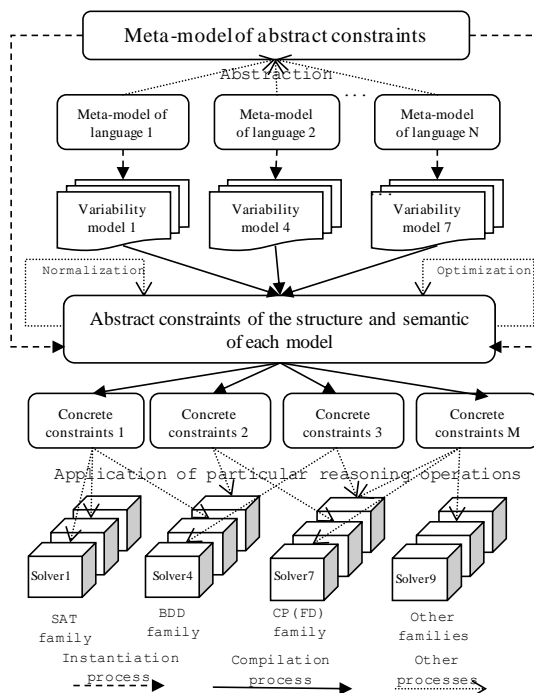 Meta-model of abstract constraints
Abstraction
...
Meta-model of
language 1
Meta-model
of language 2
Meta-model
of language N
...
Variability
model 1
Variability
model 4
Variability
model 7
Normalization
Optimization
Abstract constraints of the structure and semantic
of each model
Concrete
constraints 1
Concrete
constraints 2
Concrete
constraints 3
Concrete
constraints M
Application of particular reasoning operations
Solver1
Solver4
Solver7
Solver9
SAT
family
BDD
family
CP(FD)
family
Other
families
Instantiation
process
Compilation
process
Other
processes